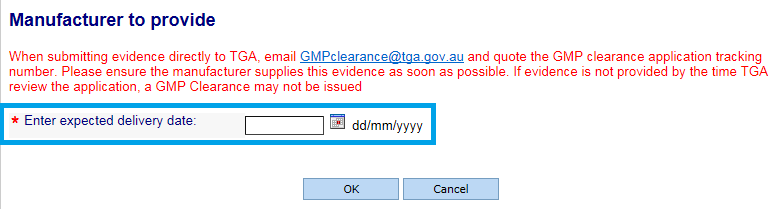 Manufacturer to provide
When submitting evidence directly to TGA, email GMPclearance@tga.gov.au and quote the GMP clearance application tracking
number. Please ensure the manufacturer supplies this evidence as soon as possible. If evidence is not provided by the time TGA
review the application, a GMP Clearance may not be issued
* Enter expected delivery date: dd/mm/yyyy
OK Cancel